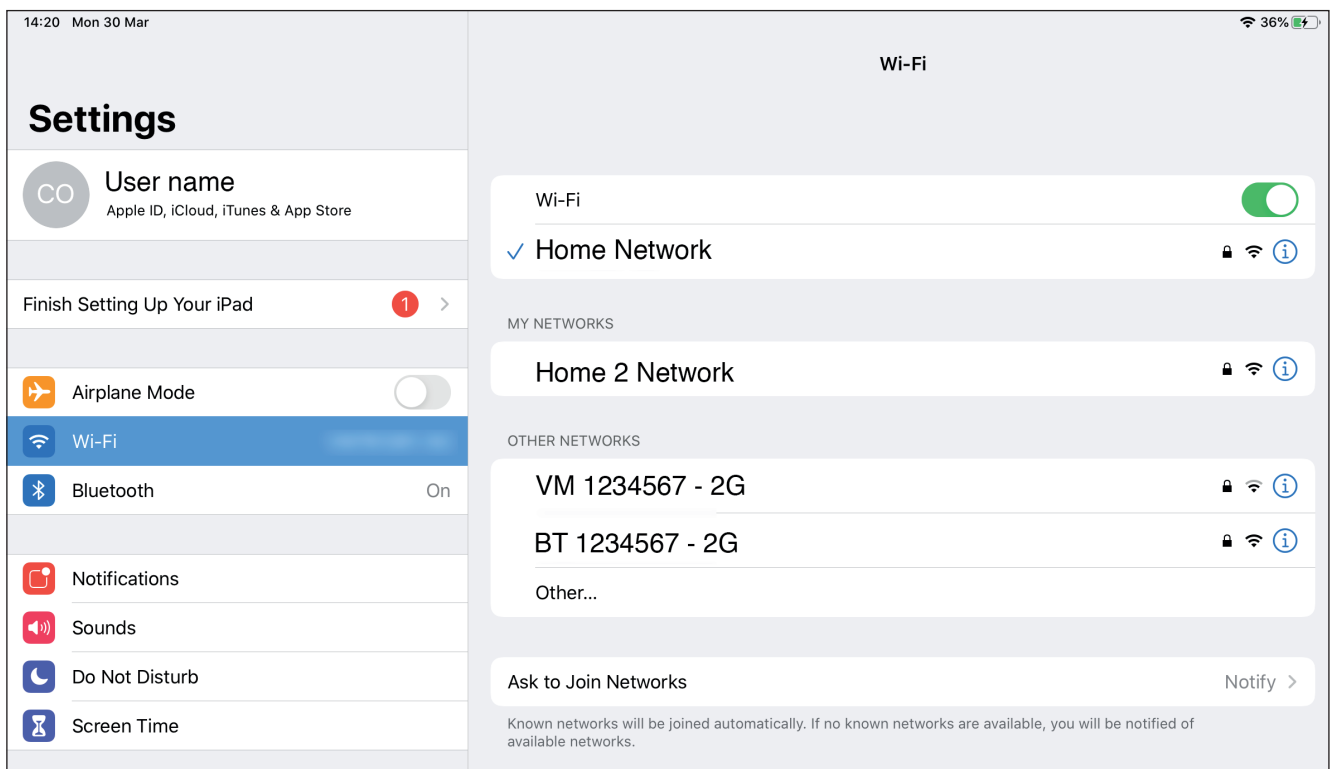 14:20 Mon 30 Mar
36%
Settings
CO
User name
Apple ID, iCloud, iTunes & App Store
Finish Setting Up Your iPad 1
Airplane Mode
Wi-Fi
Bluetooth On
Notifications
Sounds
Do Not Disturb
Screen Time
Wi-Fi
Wi-Fi
Home Network
MY NETWORKS
Home 2 Network
OTHER NETWORKS
VM 1234567 - 2G
BT 1234567 - 2G
Other...
Ask to Join Networks Notify
Known networks will be joined automatically. If no known networks are available, you will be notified of
available networks.